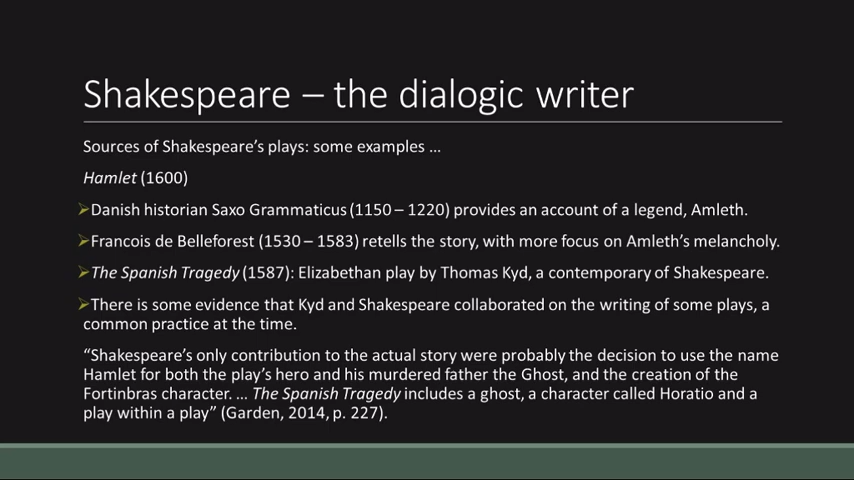 Shakespeare – the dialogic writer
Sources of Shakespeare's plays: some examples …
Hamlet (1600)
➢Danish historian Saxo Grammaticus (1150 – 1220) provides an account of a legend, Amleth.
➢Francois de Belleforest (1530 – 1583) retells the story, with more focus on Amleth's melancholy.
➢The Spanish Tragedy (1587): Elizabethan play by Thomas Kyd, a contemporary of Shakespeare.
➢There is some evidence that Kyd and Shakespeare collaborated on the writing of some plays, a
common practice at the time.
“Shakespeare's only contribution to the actual story were probably the decision to use the name
Hamlet for both the play's hero and his murdered father the Ghost, and the creation of the
Fortinbras character. … The Spanish Tragedy includes a ghost, a character called Horatio and a
play within a play” (Garden, 2014, p. 227).